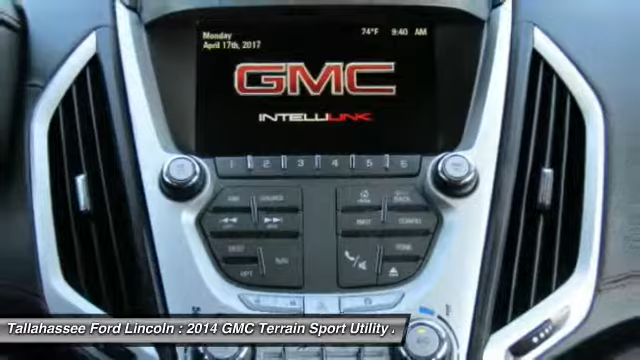 Monday
74°F 9:40 AM
April 17th, 2017
GMC
INTELLILINK
1 2 3 4 5 6
BACK
TONE
Tallahassee Ford Lincoln : 2014 GMC Terrain Sport Utility .